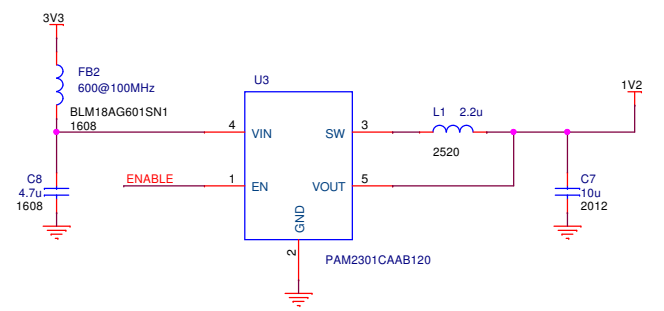 3V3
FB2
600@100MHz
BLM18AG601SN1
1608
C8
4.7u
1608
ENABLE
U3
4
VIN
SW
3
1
EN
VOUT
5
GND
2
PAM2301CAAB120
L1 2.2u
2520
1V2
C7
10u
2012